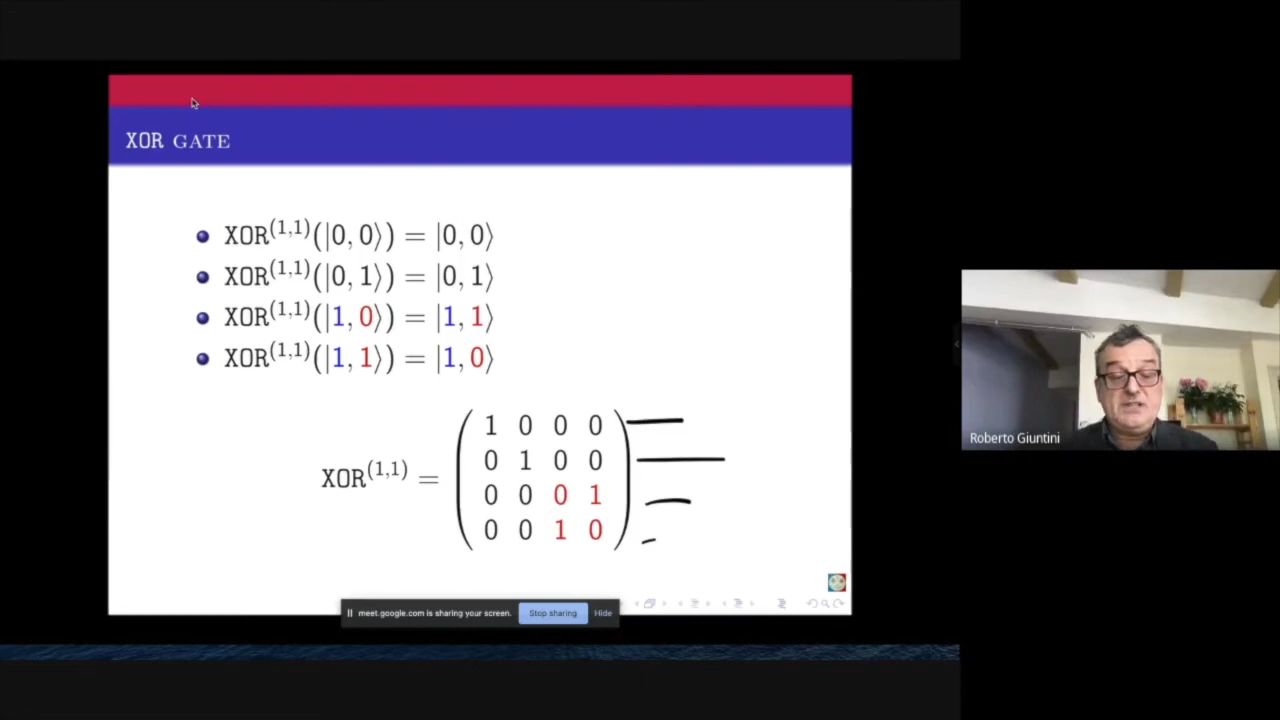 XOR GATE
XOR^(1,1)(|0, 0⟩) = |0, 0⟩
XOR^(1,1)(|0, 1⟩) = |0, 1⟩
XOR^(1,1)(|1, 0⟩) = |1, 1⟩
XOR^(1,1)(|1, 1⟩) = |1, 0⟩
XOR^(1,1) =
1 0 0 0
0 1 0 0
0 0 0 1
0 0 1 0
meet.google.com is sharing your screen. Stop sharing Hide
Roberto Giuntini